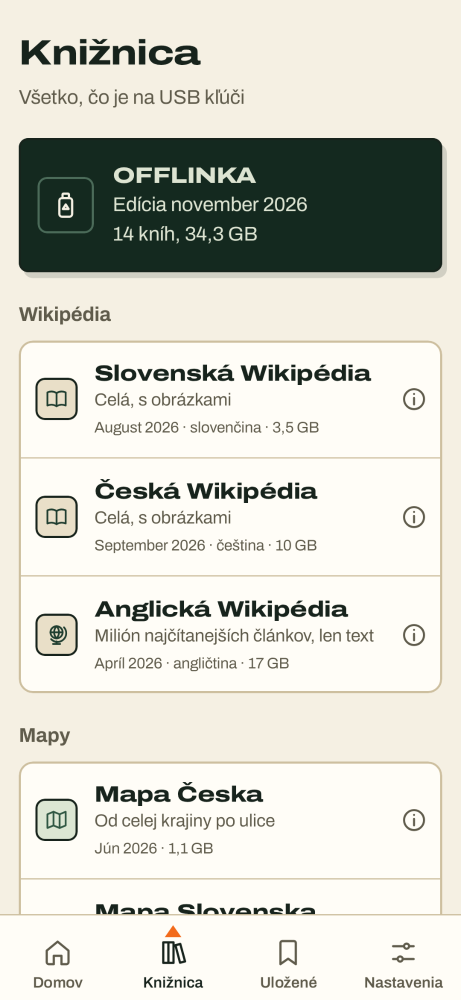 Knižnica
Všetko, čo je na USB kľúči
OFFLINKA
Edícia november 2026
14 kníh, 34,3 GB
Wikipédia
Slovenská Wikipédia
Celá, s obrázkami
August 2026 · slovenčina · 3,5 GB
Česká Wikipédia
Celá, s obrázkami
September 2026 · čeština · 10 GB
Anglická Wikipédia
Milión najčítanejších článkov, len text
Apríl 2026 · angličtina · 17 GB
Mapy
Mapa Česka
Od celej krajiny po ulice
Jún 2026 · 1,1 GB
Mapa Slovenska
Domov
Knižnica
Uložené
Nastavenia